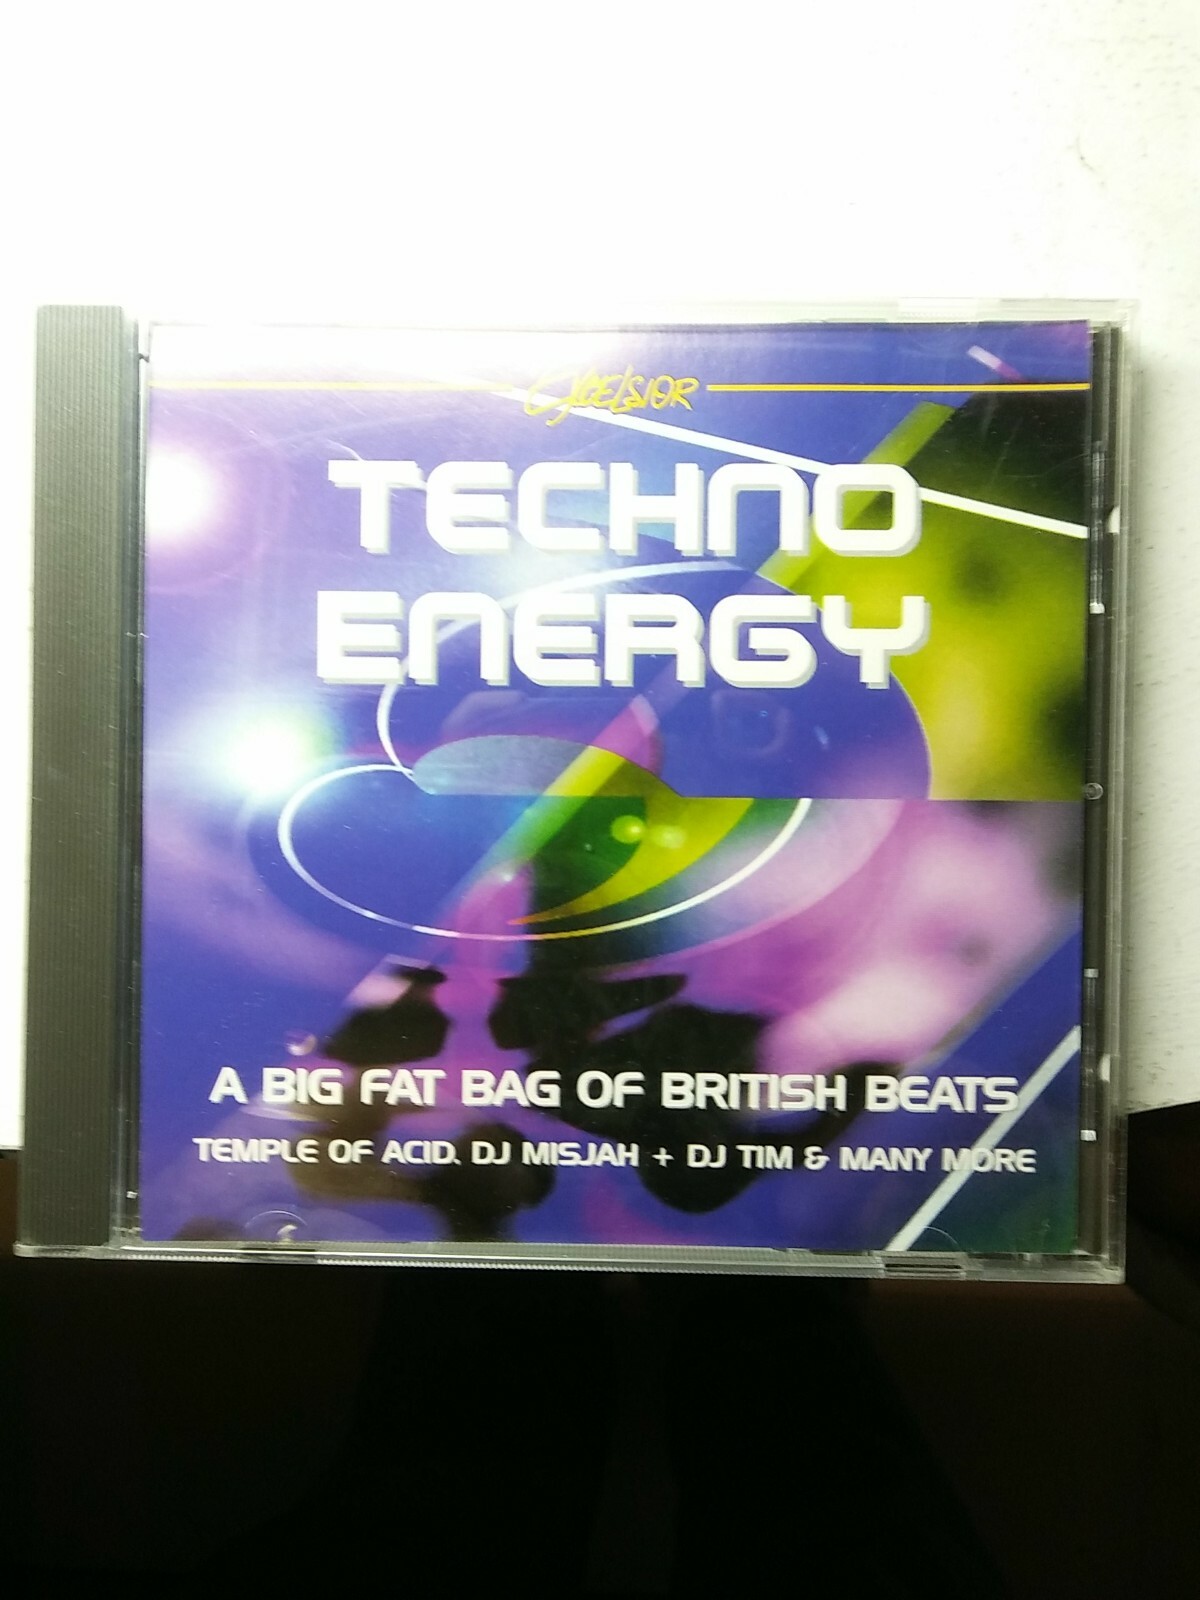 EXCELSIOR
TECHNO
ENERGY
A BIG FAT BAG OF BRITISH BEATS
TEMPLE OF ACID, DJ MISJAH + DJ TIM & MANY MORE